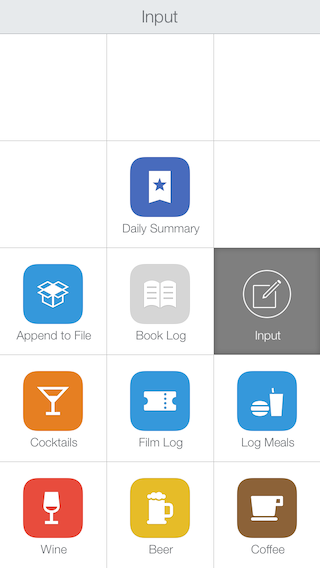 Input
Daily Summary
Append to File
Book Log
Input
Cocktails
Film Log
Log Meals
Wine
Beer
Coffee